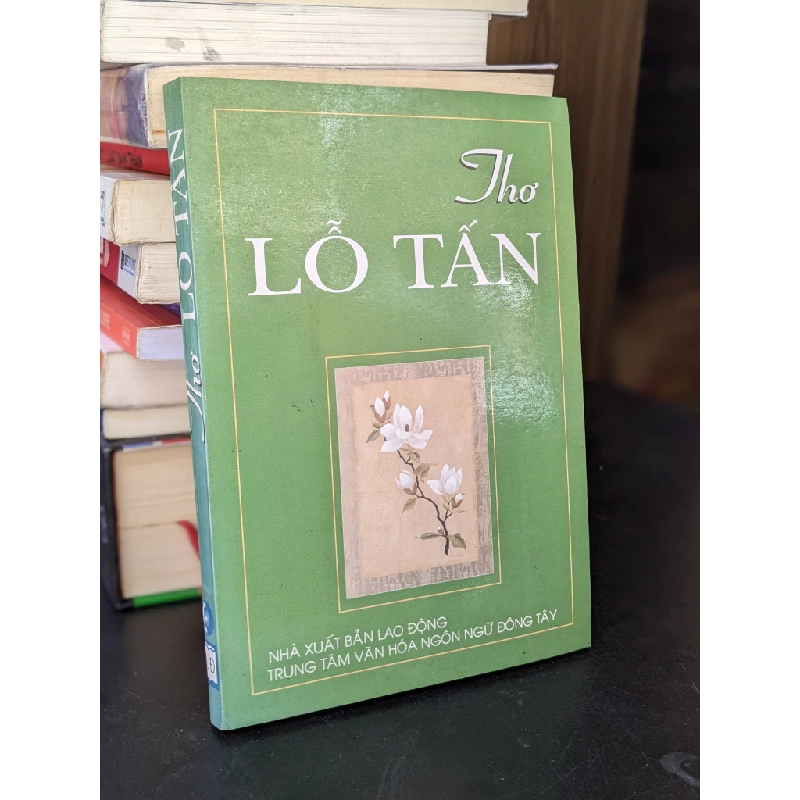 Thơ
LỖ TẤN
NHÀ XUẤT BẢN LAO ĐỘNG
TRUNG TÂM VĂN HÓA NGÔN NGỮ ĐÔNG TÂY
Thơ LỖ TẤN